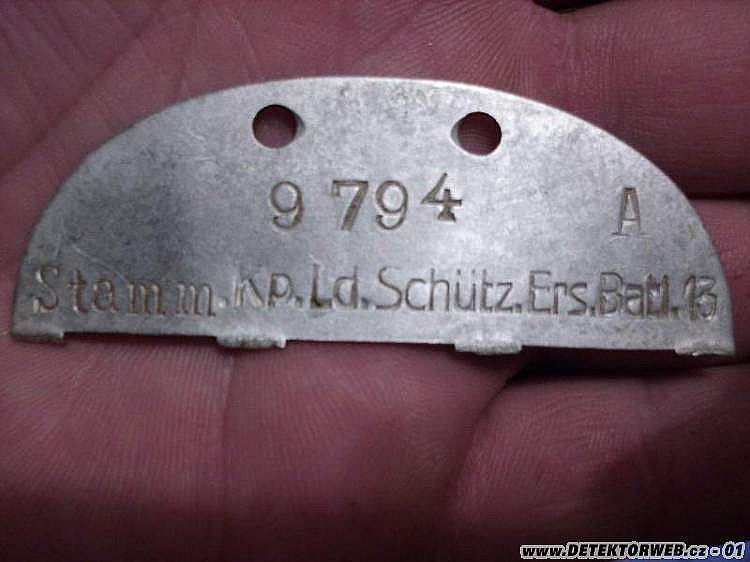 9 794 A
Stamm.Kp.Ld.Schütz.Ers.Batl.13
www.DETEKTORWEB.cz - 01